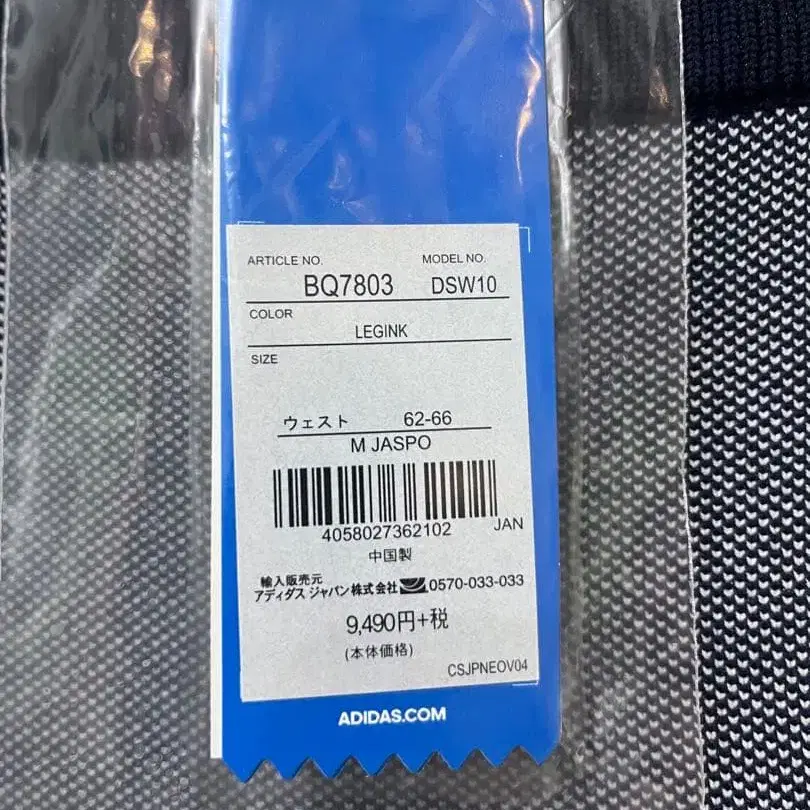 ARTICLE NO. MODEL NO.
BQ7803 DSW10
COLOR
LEGINK
SIZE
ウェスト 62-66
M JASPO
4058027362102 JAN
中国製
輸入販売元
アディダス ジャパン株式会社 0570-033-033
9,490円+税
(本体価格)
CSJPNEOV04
ADIDAS.COM